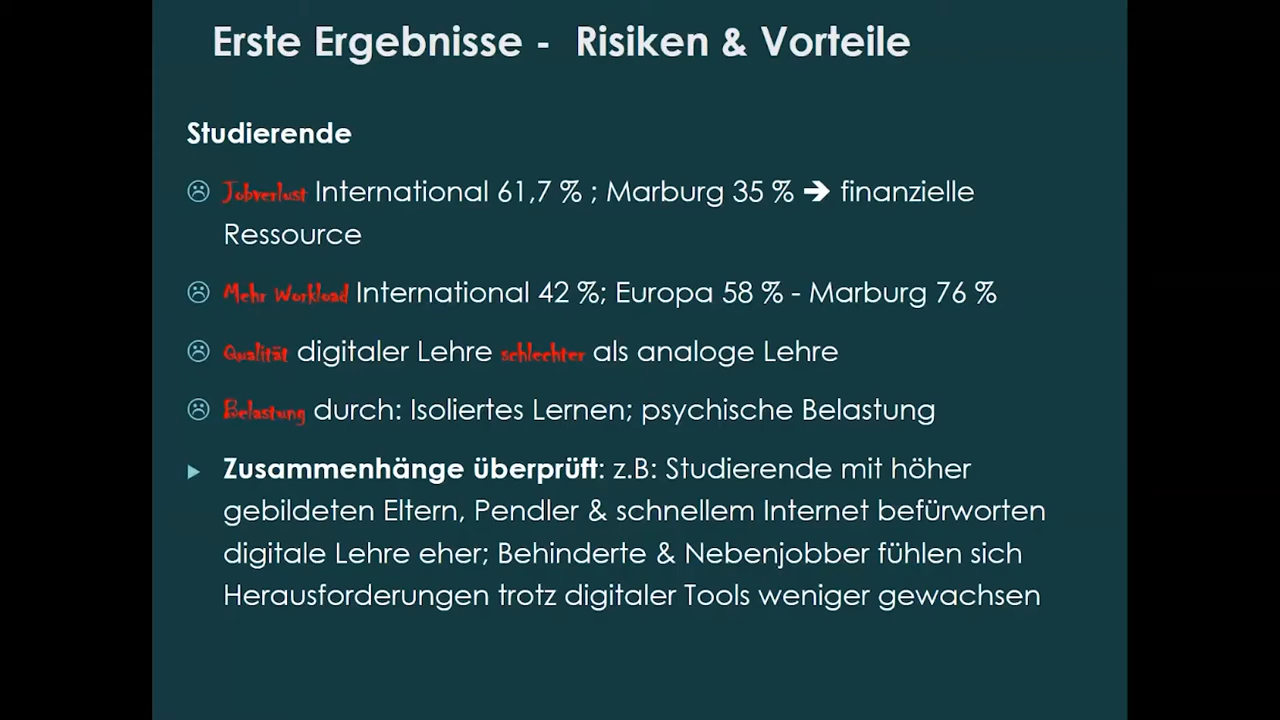 Erste Ergebnisse - Risiken & Vorteile
Studierende
☹ Jobverlust International 61,7 % ; Marburg 35 % ➔ finanzielle
Ressource
☹ Mehr Workload International 42 %; Europa 58 % - Marburg 76 %
☹ Qualität digitaler Lehre schlechter als analoge Lehre
☹ Belastung durch: Isoliertes Lernen; psychische Belastung
▶ Zusammenhänge überprüft: z.B: Studierende mit höher
gebildeten Eltern, Pendler & schnellem Internet befürworten
digitale Lehre eher; Behinderte & Nebenjobber fühlen sich
Herausforderungen trotz digitaler Tools weniger gewachsen